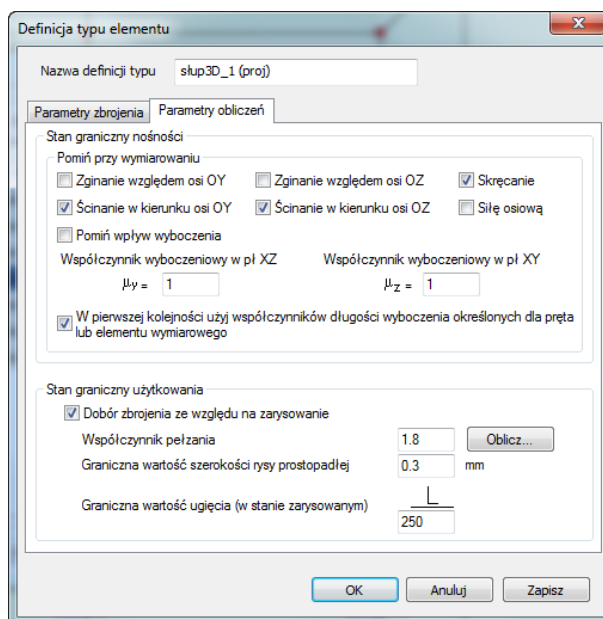 Definicja typu elementu
Nazwa definicji typu słup3D_1 (proj)
Parametry zbrojenia Parametry obliczeń
Stan graniczny nośności
Pomiń przy wymiarowaniu
Zginanie względem osi OY Zginanie względem osi OZ Skręcanie
Ścinanie w kierunku osi OY Ścinanie w kierunku osi OZ Siłę osiową
Pomiń wpływ wyboczenia
Współczynnik wyboczeniowy w pł XZ Współczynnik wyboczeniowy w pł XY
μy = 1 μz = 1
W pierwszej kolejności użyj współczynników długości wyboczenia określonych dla pręta
lub elementu wymiarowego
Stan graniczny użytkowania
Dobór zbrojenia ze względu na zarysowanie
Współczynnik pełzania 1.8 Oblicz...
Graniczna wartość szerokości rysy prostopadłej 0.3 mm
L
Graniczna wartość ugięcia (w stanie zarysowanym)
250
OK Anuluj Zapisz